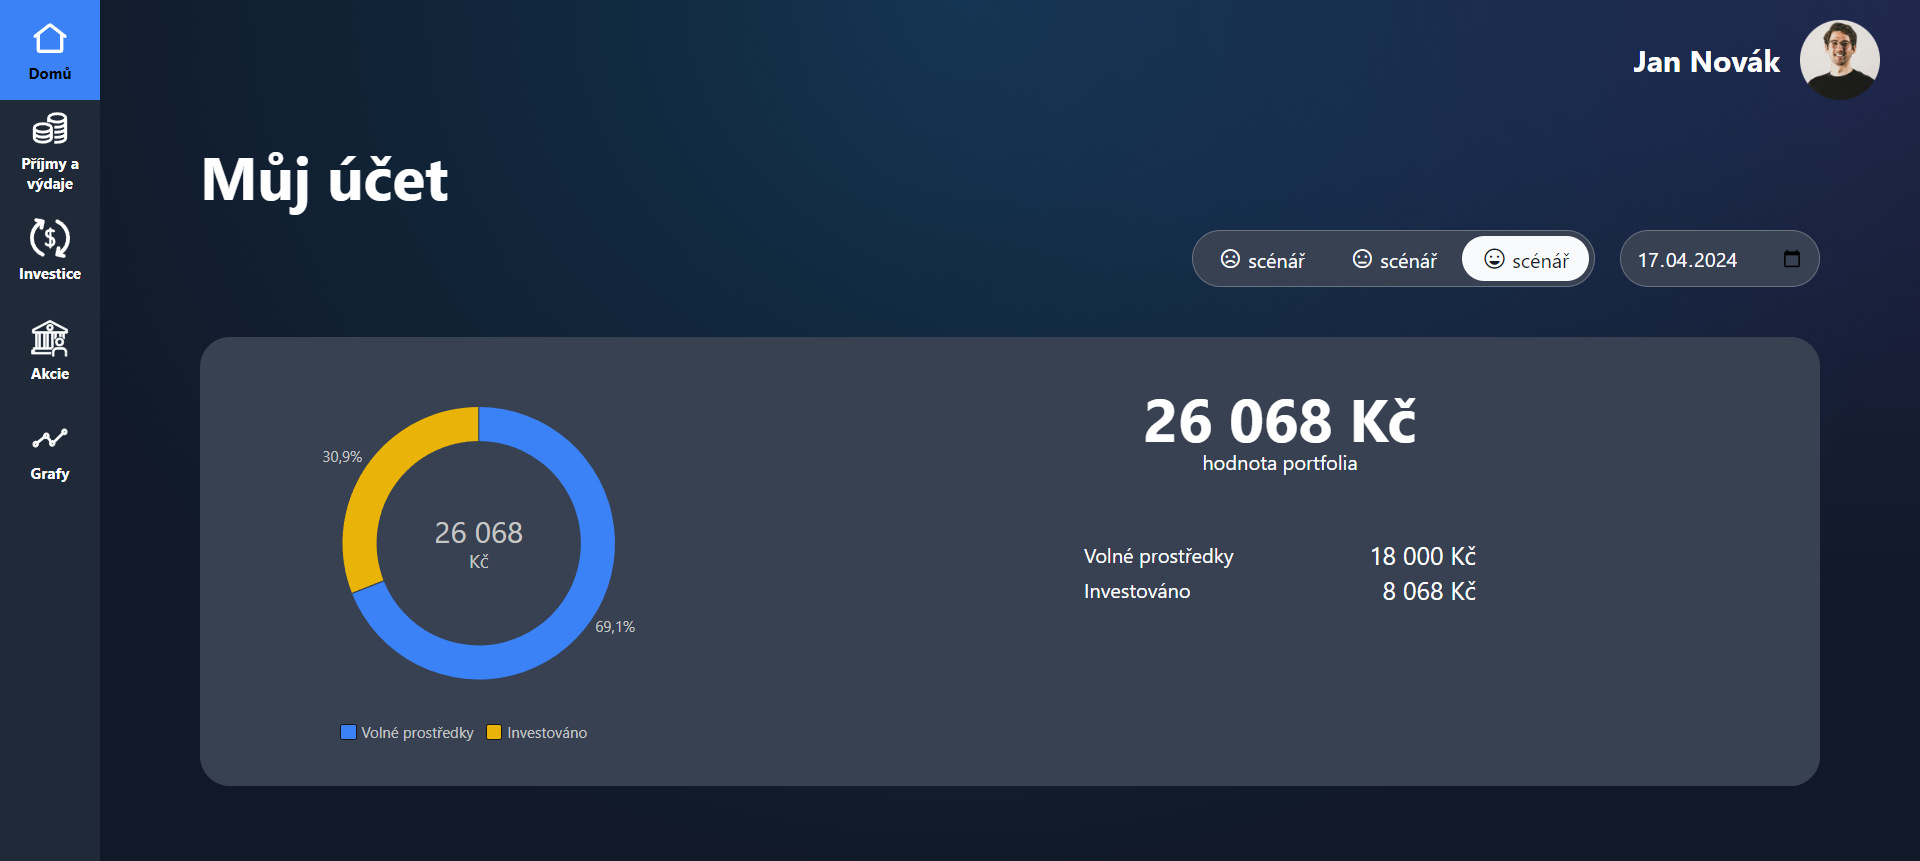 Domů
Příjmy a
výdaje
Investice
Akcie
Grafy
Jan Novák
Můj účet
scénář
scénář
scénář
17.04.2024
30,9%
26 068
Kč
69,1%
Volné prostředky
Investováno
26 068 Kč
hodnota portfolia
Volné prostředky 18 000 Kč
Investováno 8 068 Kč